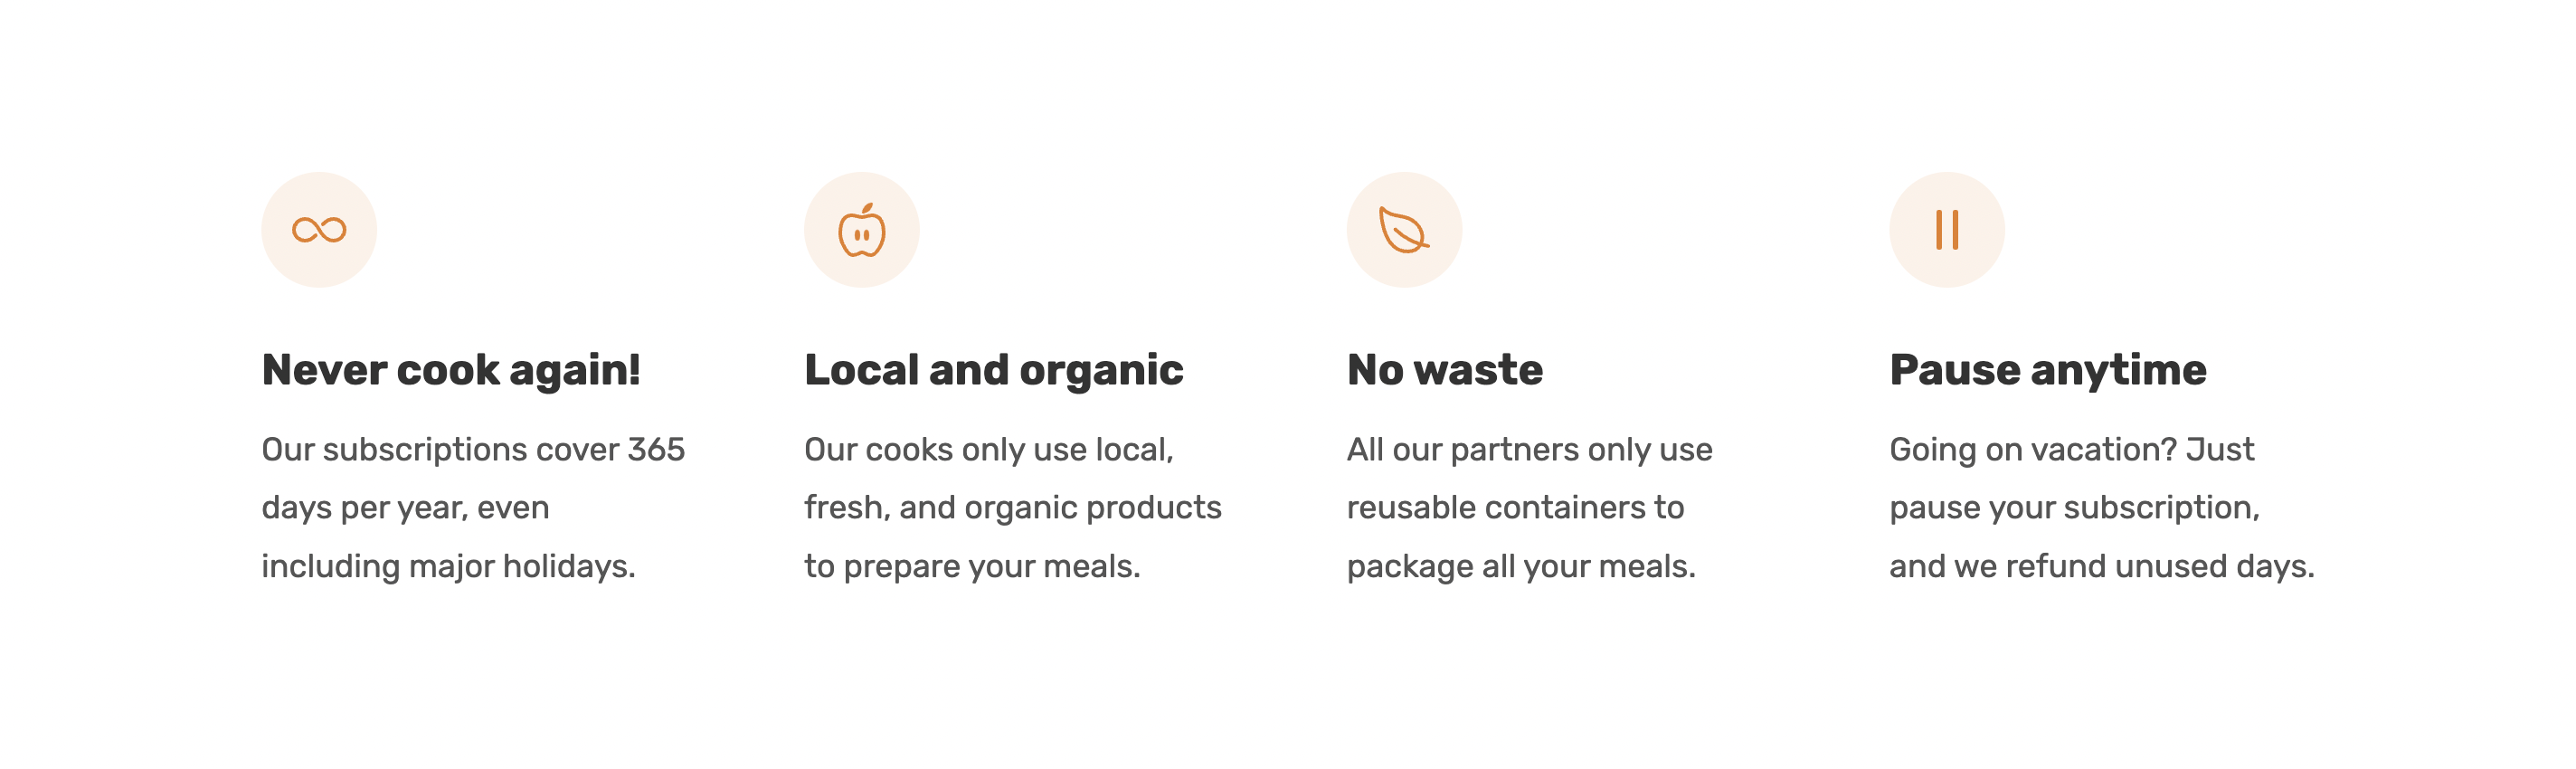 Never cook again!
Our subscriptions cover 365
days per year, even
including major holidays.
Local and organic
Our cooks only use local,
fresh, and organic products
to prepare your meals.
No waste
All our partners only use
reusable containers to
package all your meals.
Pause anytime
Going on vacation? Just
pause your subscription,
and we refund unused days.